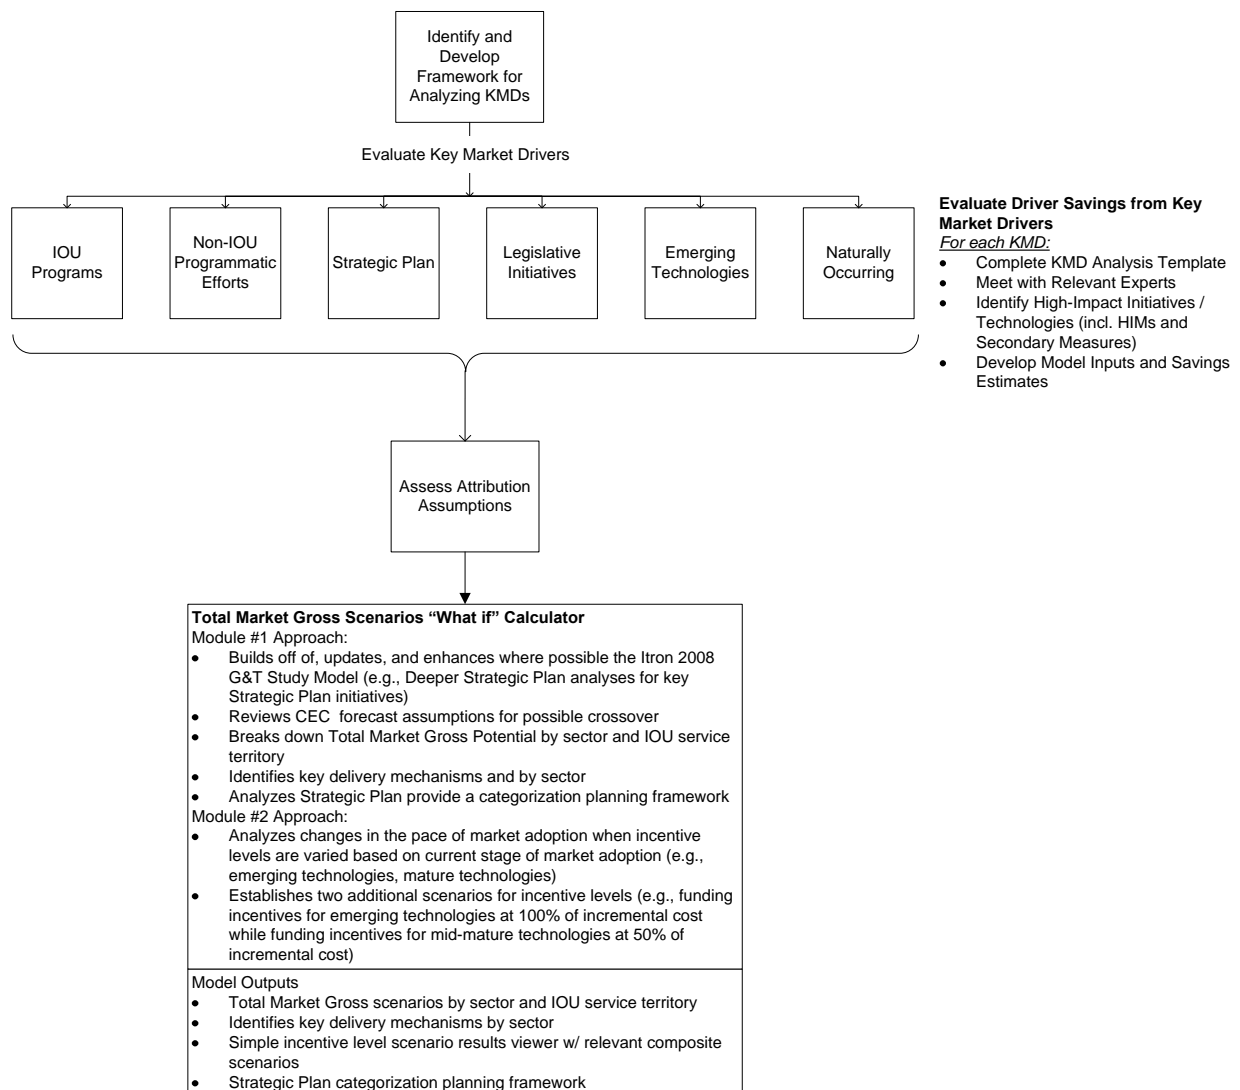 Identify and
Develop
Framework for
Analyzing KMDs
Evaluate Key Market Drivers
IOU
Programs
Non-IOU
Programmatic
Efforts
Strategic Plan
Legislative
Initiatives
Emerging
Technologies
Naturally
Occurring
Evaluate Driver Savings from Key
Market Drivers
For each KMD:
• Complete KMD Analysis Template
• Meet with Relevant Experts
• Identify High-Impact Initiatives /
Technologies (incl. HIMs and
Secondary Measures)
• Develop Model Inputs and Savings
Estimates
Assess Attribution
Assumptions
Total Market Gross Scenarios “What if” Calculator
Module #1 Approach:
• Builds off of, updates, and enhances where possible the Itron 2008
G&T Study Model (e.g., Deeper Strategic Plan analyses for key
Strategic Plan initiatives)
• Reviews CEC forecast assumptions for possible crossover
• Breaks down Total Market Gross Potential by sector and IOU service
territory
• Identifies key delivery mechanisms and by sector
• Analyzes Strategic Plan provide a categorization planning framework
Module #2 Approach:
• Analyzes changes in the pace of market adoption when incentive
levels are varied based on current stage of market adoption (e.g.,
emerging technologies, mature technologies)
• Establishes two additional scenarios for incentive levels (e.g., funding
incentives for emerging technologies at 100% of incremental cost
while funding incentives for mid-mature technologies at 50% of
incremental cost)
Model Outputs
• Total Market Gross scenarios by sector and IOU service territory
• Identifies key delivery mechanisms by sector
• Simple incentive level scenario results viewer w/ relevant composite
scenarios
• Strategic Plan categorization planning framework